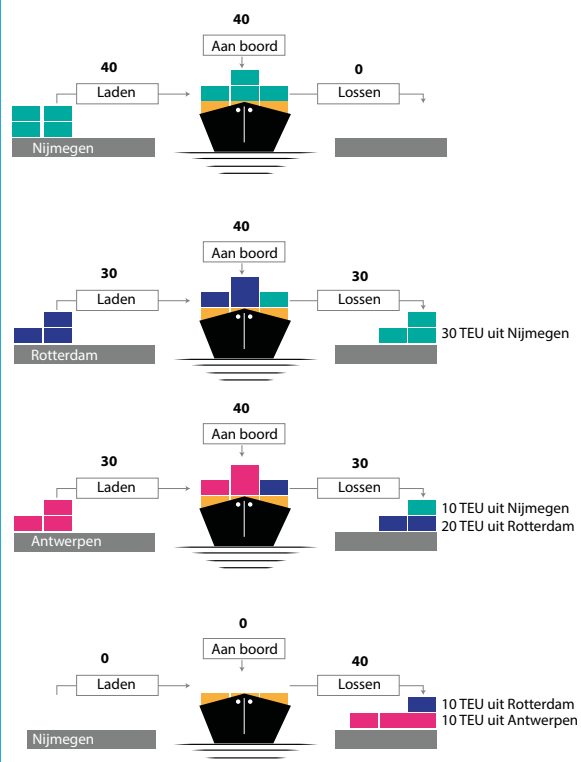 40
Aan boord
40
Laden
0
Lossen
Nijmegen
40
Aan boord
30
Laden
30
Lossen
30 TEU uit Nijmegen
Rotterdam
40
Aan boord
30
Laden
30
Lossen
10 TEU uit Nijmegen
20 TEU uit Rotterdam
Antwerpen
0
Aan boord
0
Laden
40
Lossen
10 TEU uit Rotterdam
10 TEU uit Antwerpen
Nijmegen